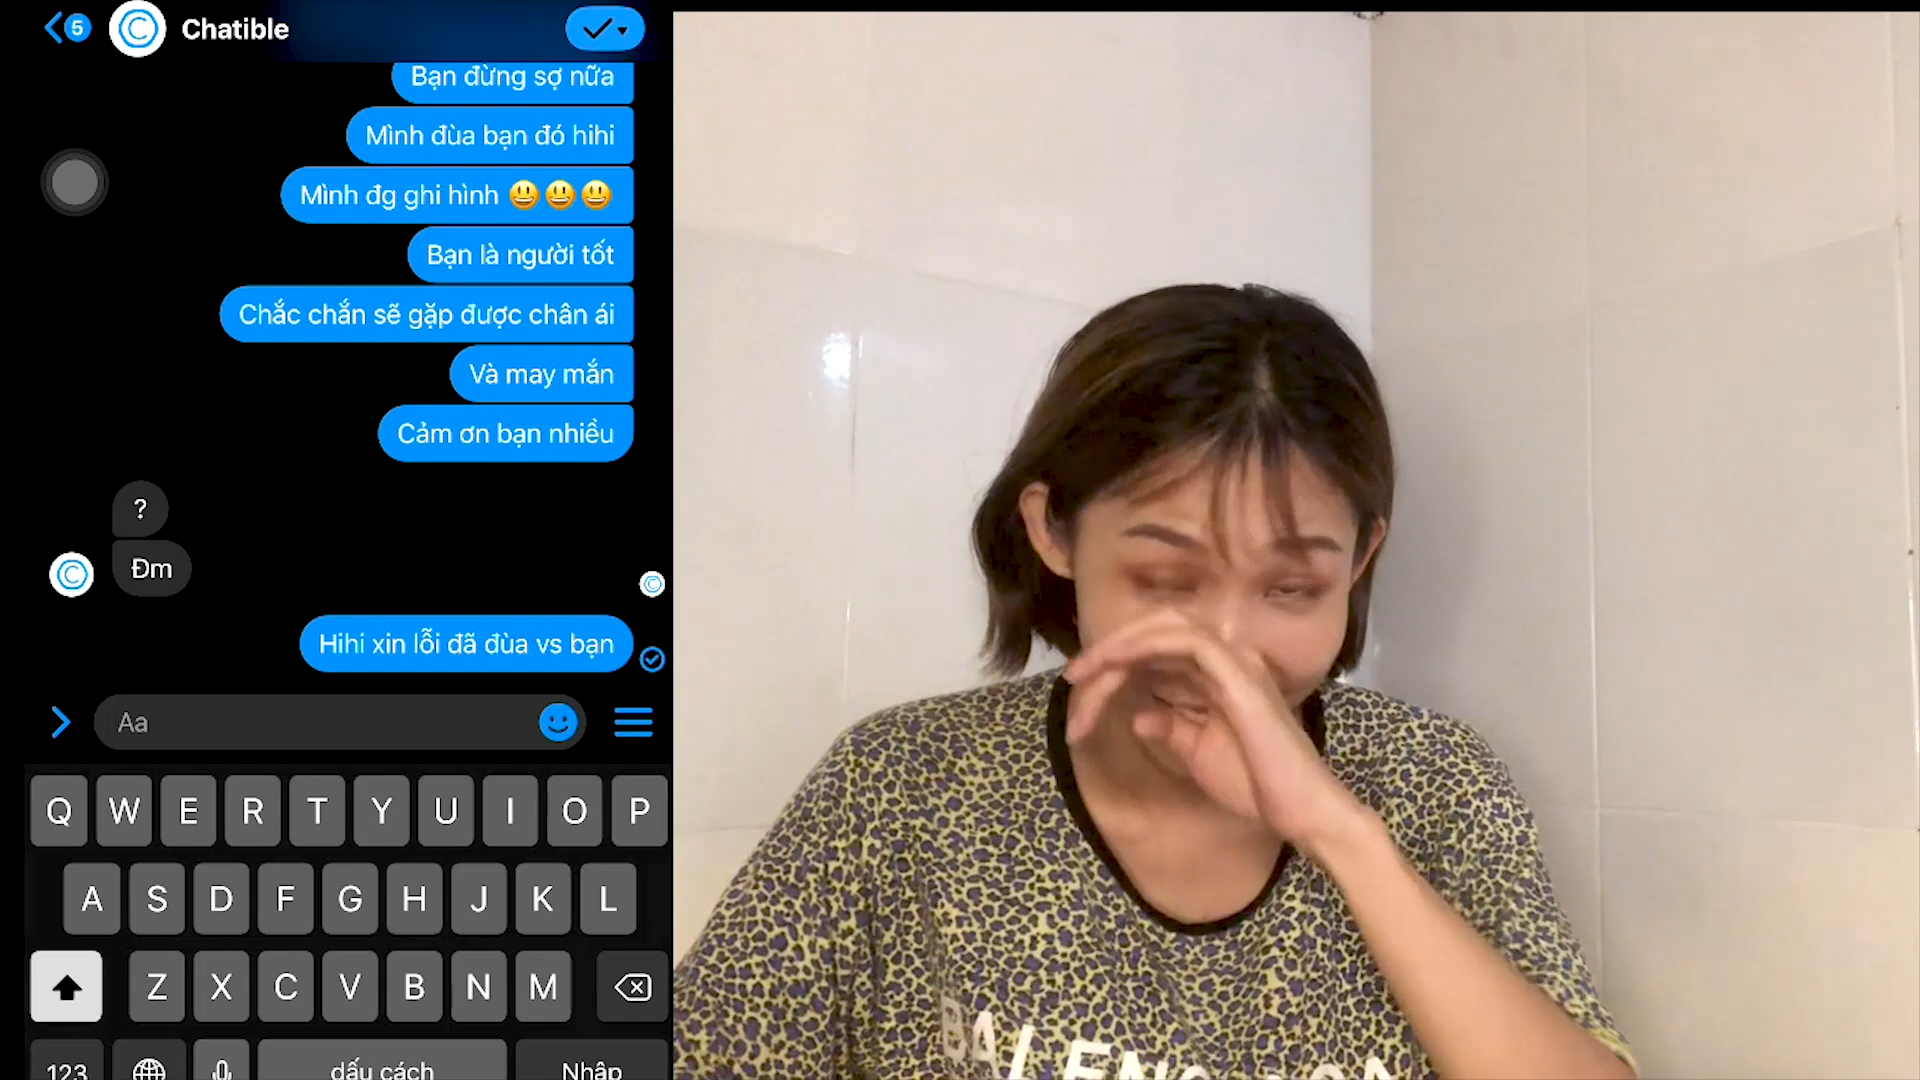 5
Chatible
Bạn đừng sợ nữa
Mình đùa bạn đó hihi
Mình đg ghi hình 😃😃😃
Bạn là người tốt
Chắc chắn sẽ gặp được chân ái
Và may mắn
Cảm ơn bạn nhiều
?
Đm
Hihi xin lỗi đã đùa vs bạn
Aa
Q W E R T Y U I O P
A S D F G H J K L
Z X C V B N M
123 dấu cách Nhập